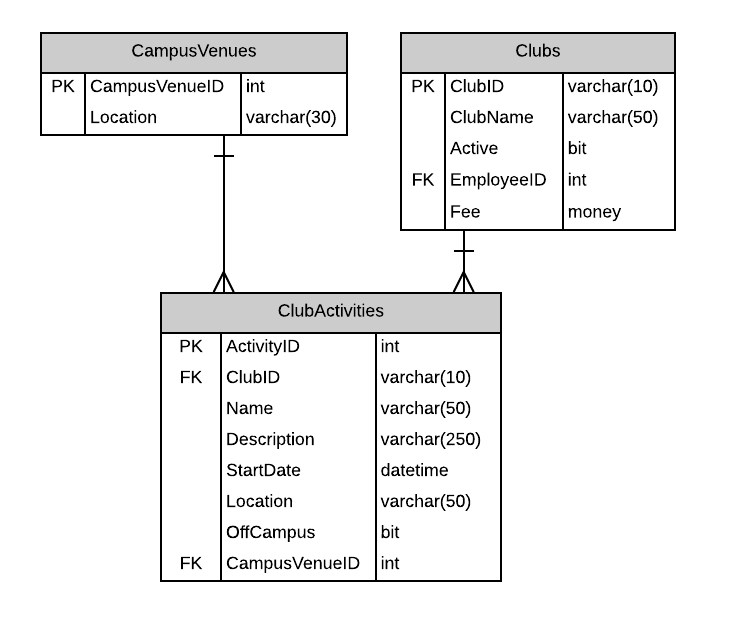 CampusVenues
PK CampusVenueID int
Location varchar(30)
Clubs
PK ClubID varchar(10)
ClubName varchar(50)
Active bit
FK EmployeeID int
Fee money
ClubActivities
PK ActivityID int
FK ClubID varchar(10)
Name varchar(50)
Description varchar(250)
StartDate datetime
Location varchar(50)
OffCampus bit
FK CampusVenueID int